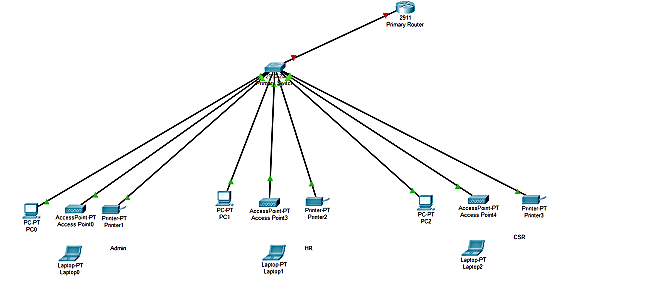 2911
Primary Router
Primary Switch
PC-PT
PC0
AccessPoint-PT
Access Point0
Printer-PT
Printer1
PC-PT
PC1
AccessPoint-PT
Access Point3
Printer-PT
Printer2
PC-PT
PC2
AccessPoint-PT
Access Point4
Printer-PT
Printer3
Admin
HR
CSR
Laptop-PT
Laptop0
Laptop-PT
Laptop1
Laptop-PT
Laptop2